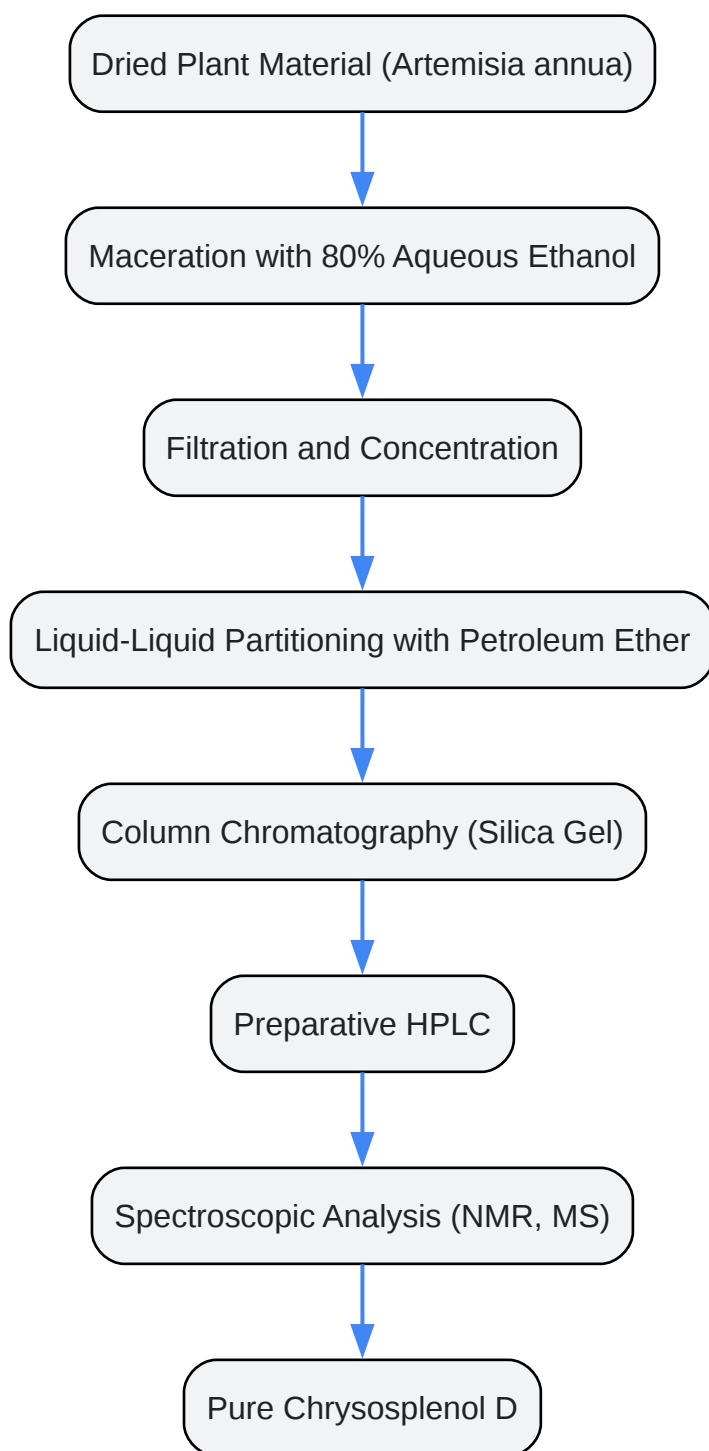 Dried Plant Material (Artemisia annua)
Maceration with 80% Aqueous Ethanol
Filtration and Concentration
Liquid-Liquid Partitioning with Petroleum Ether
Column Chromatography (Silica Gel)
Preparative HPLC
Spectroscopic Analysis (NMR, MS)
Pure Chrysosplenol D